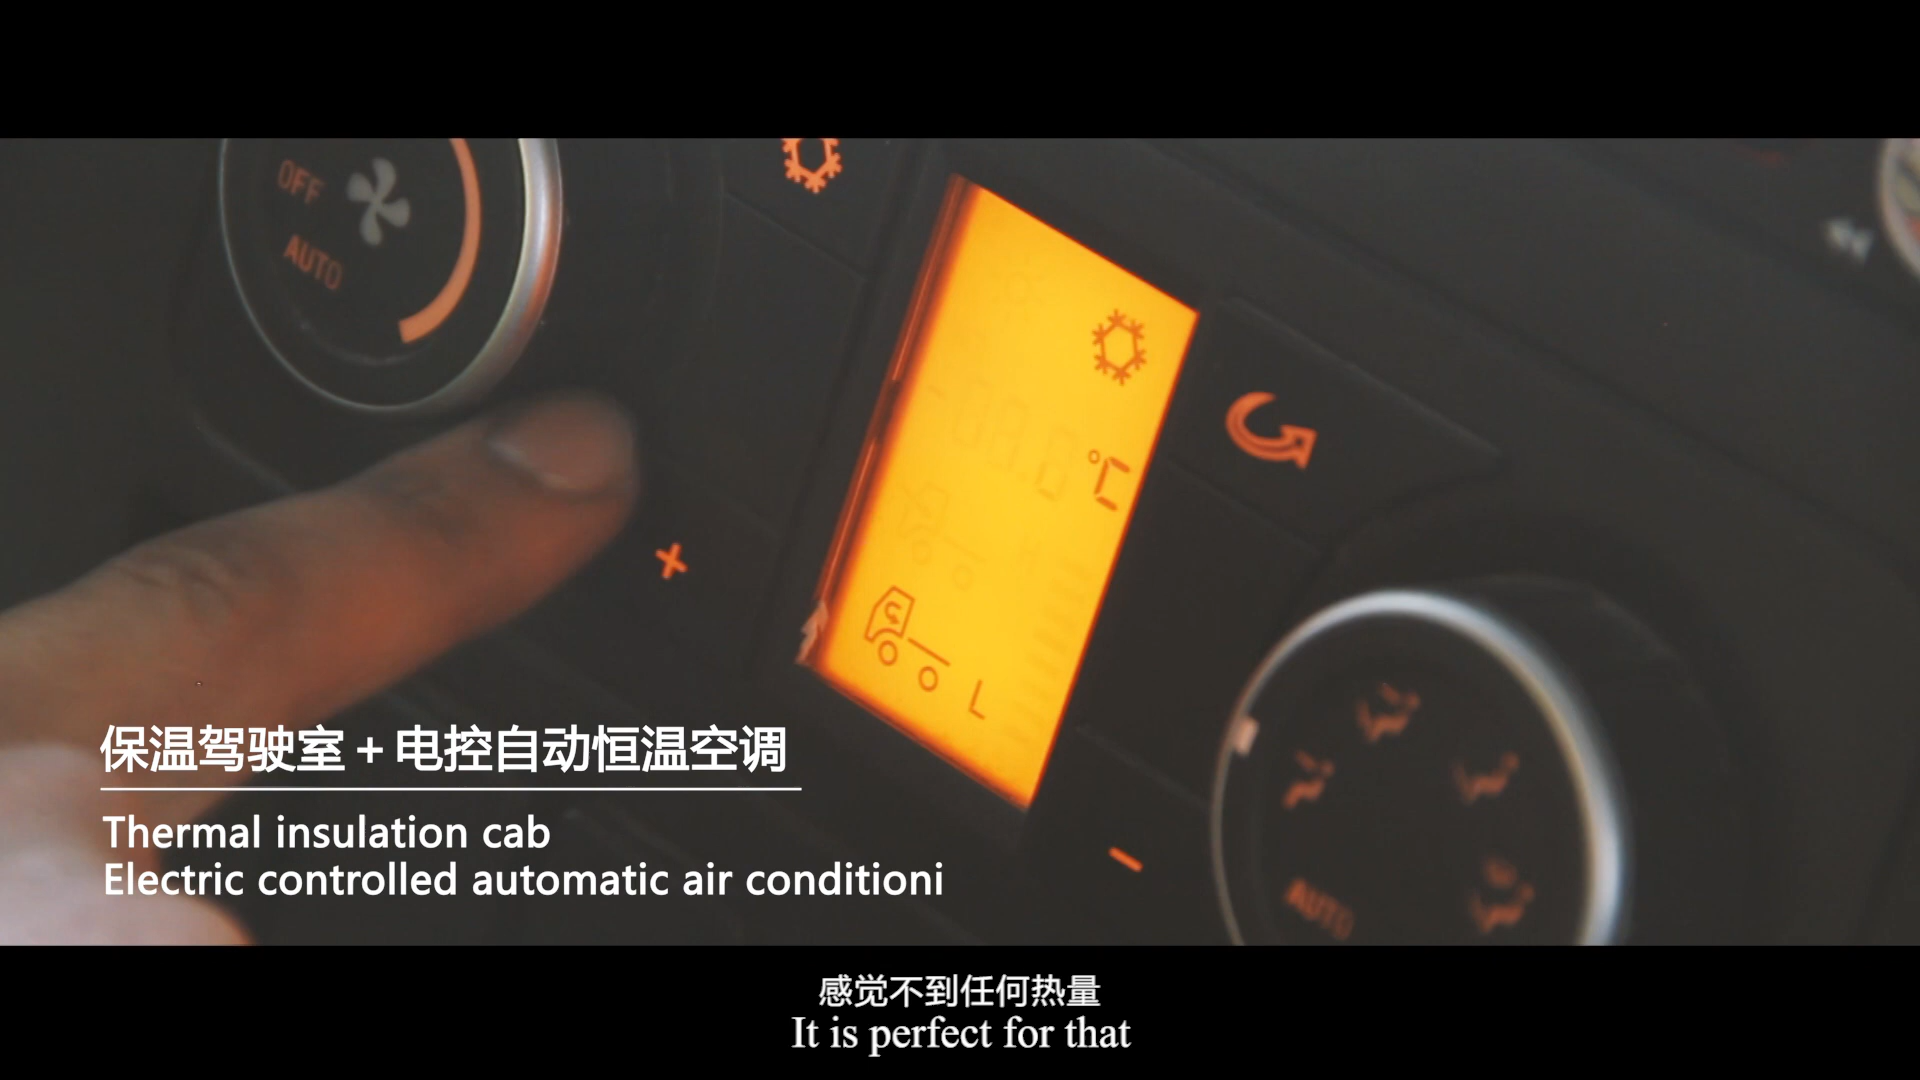 OFF
AUTO
+
°C
L
-
AUTO
保温驾驶室+电控自动恒温空调
Thermal insulation cab
Electric controlled automatic air conditioni
感觉不到任何热量
It is perfect for that